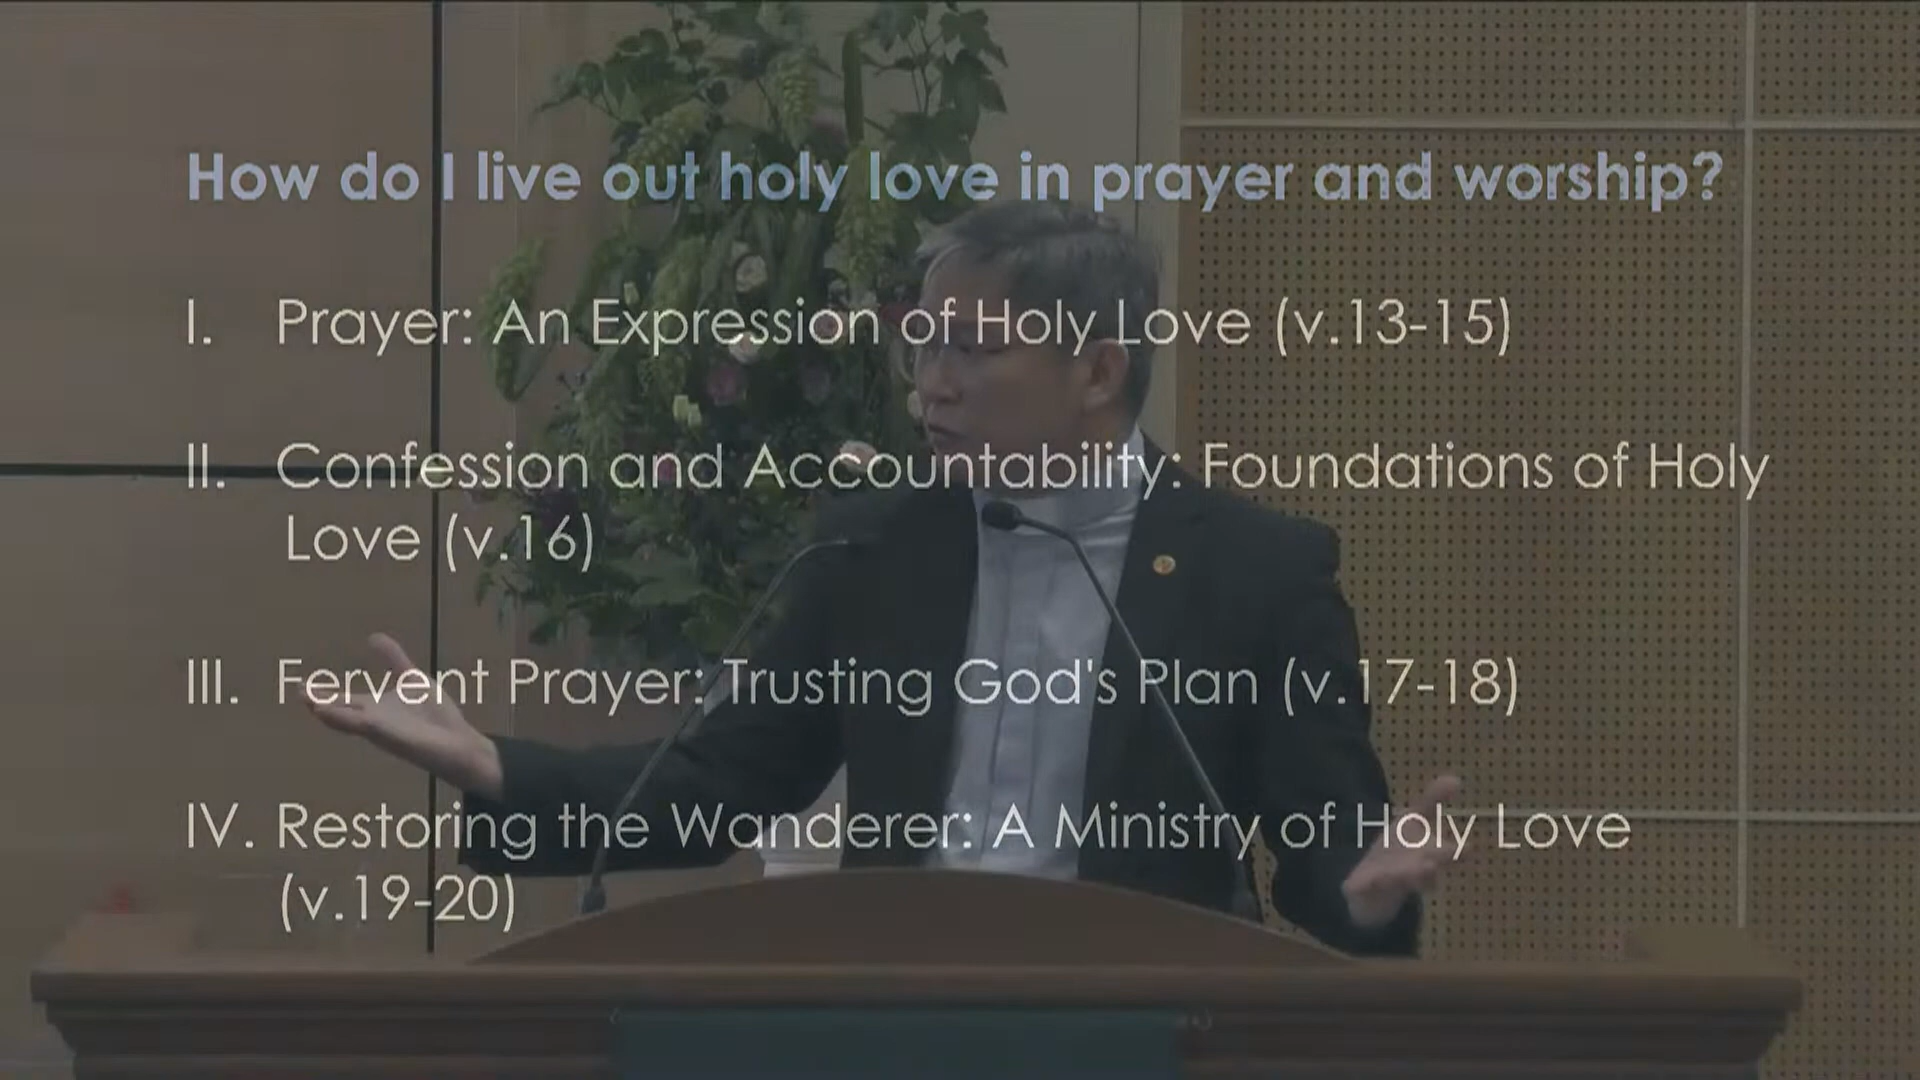 How do I live out holy love in prayer and worship?
I. Prayer: An Expression of Holy Love (v.13-15)
II. Confession and Accountability: Foundations of Holy
Love (v.16)
III. Fervent Prayer: Trusting God's Plan (v.17-18)
IV. Restoring the Wanderer: A Ministry of Holy Love
(v.19-20)